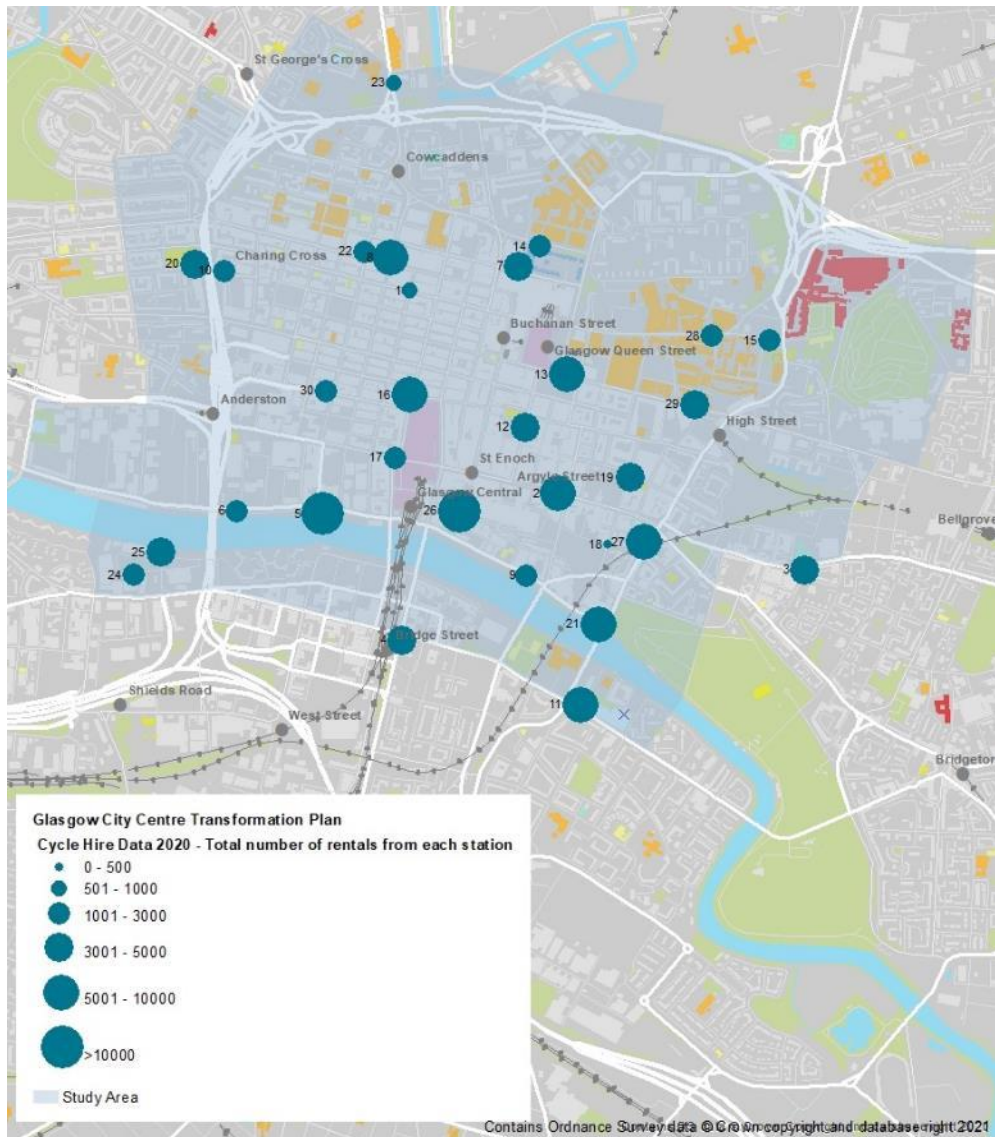 St George's Cross
23
Cowcaddens
22
8
14
7
20
10
Charing Cross
1
Buchanan Street
28
15
Glasgow Queen Street
13
30
16
29
Anderston
12
High Street
17
St Enoch
Argyle Street
19
2
Glasgow Central
6
5
26
Bellgrove
18
27
25
24
9
3
21
4
Bridge Street
Shields Road
11
West Street
Bridgeton
Glasgow City Centre Transformation Plan
Cycle Hire Data 2020 - Total number of rentals from each station
0 - 500
501 - 1000
1001 - 3000
3001 - 5000
5001 - 10000
>10000
Study Area
Contains Ordnance Survey data © Crown copyright and database right 2021